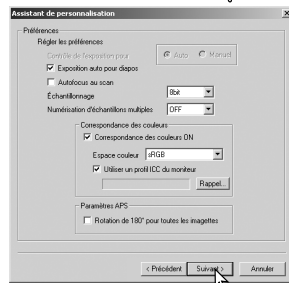 Assistant de personnalisation
Préférences
Régler les préférences
Contrôle de l'exposition pour
Auto
Manuel
Exposition auto pour diapos
Autofocus au scan
Échantillonnage
8bit
Numérisation d'échantillons multiples
OFF
Correspondance des couleurs
Correspondance des couleurs ON
Espace couleur
sRGB
Utiliser un profil ICC du moniteur
Rappel...
Paramètres APS
Rotation de 180° pour toutes les imagettes
< Précédent
Suivant >
Annuler